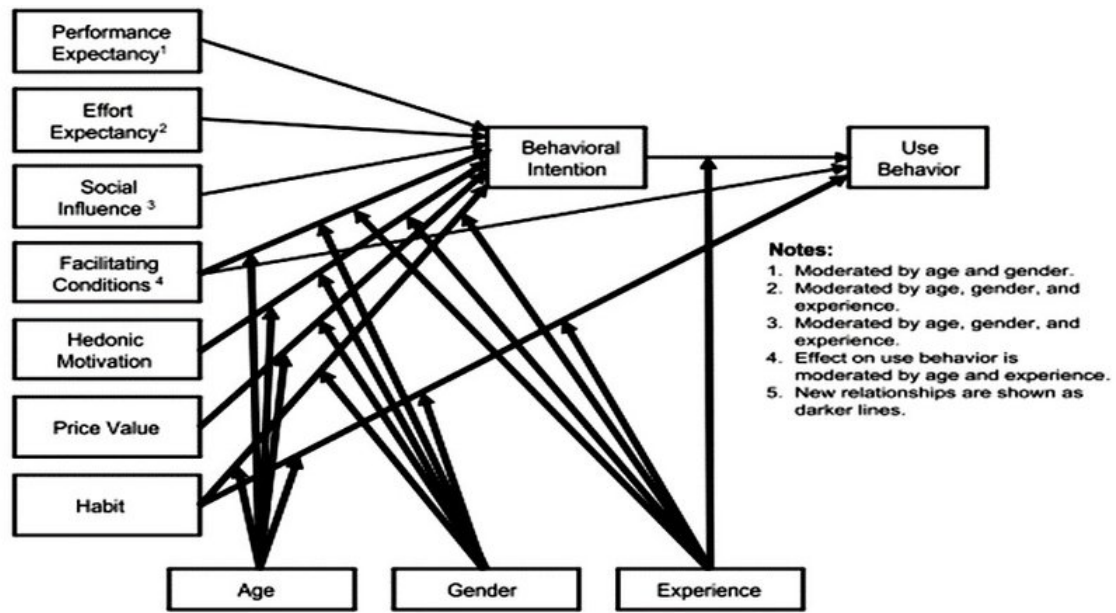 Performance
Expectancy¹
Effort
Expectancy²
Social
Influence ³
Facilitating
Conditions ⁴
Hedonic
Motivation
Price Value
Habit
Behavioral
Intention
Use
Behavior
Notes:
1. Moderated by age and gender.
2. Moderated by age, gender, and
experience.
3. Moderated by age, gender, and
experience.
4. Effect on use behavior is
moderated by age and experience.
5. New relationships are shown as
darker lines.
Age
Gender
Experience